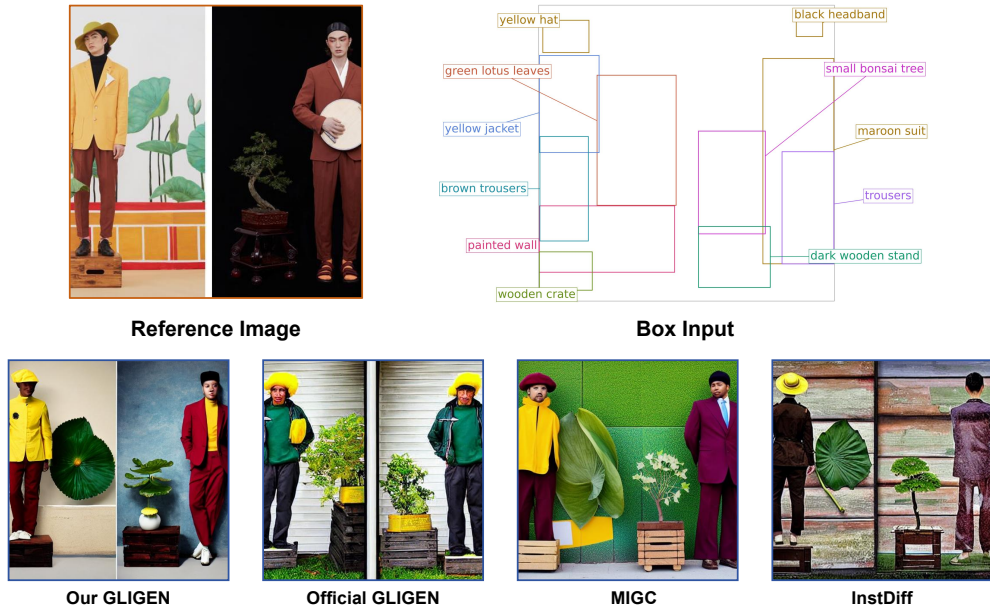 yellow hat
black headband
green lotus leaves
small bonsai tree
yellow jacket
maroon suit
brown trousers
trousers
painted wall
dark wooden stand
wooden crate
Reference Image
Box Input
Our GLIGEN
Official GLIGEN
MIGC
InstDiff